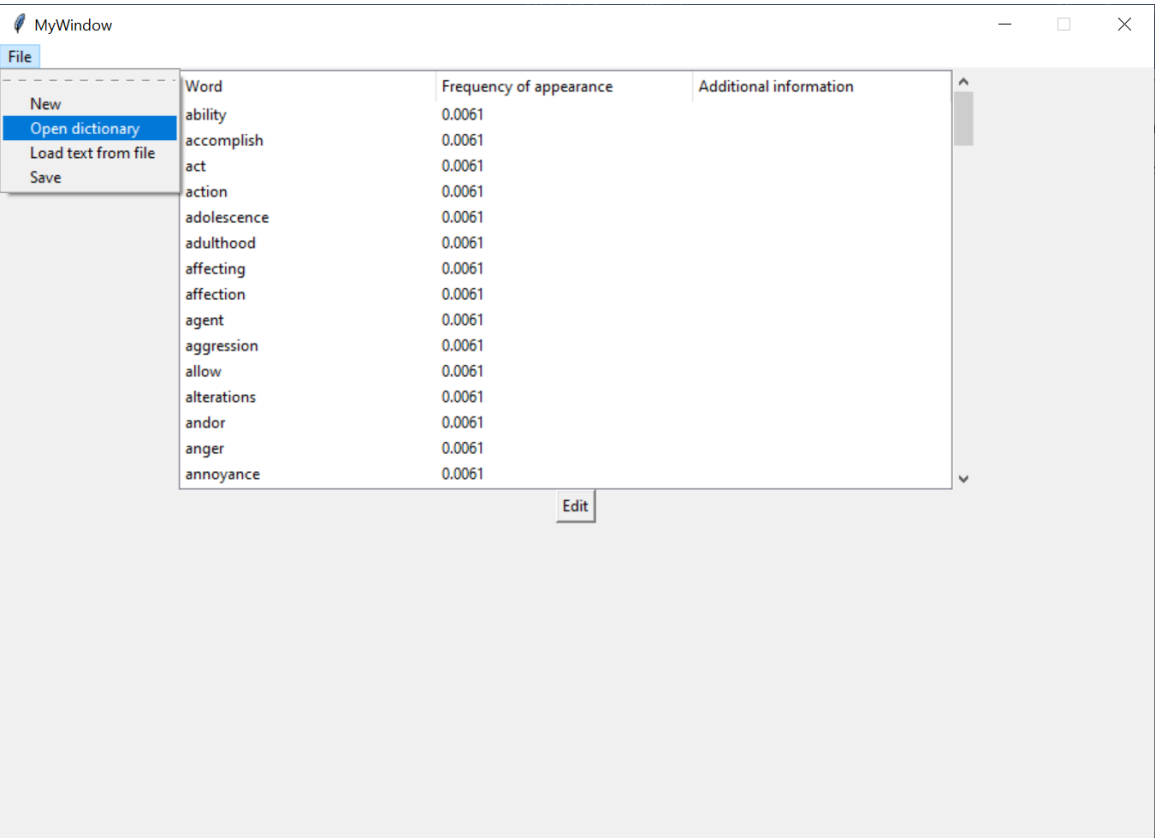 MyWindow
File
New
Open dictionary
Load text from file
Save
Word Frequency of appearance Additional information
ability 0.0061
accomplish 0.0061
act 0.0061
action 0.0061
adolescence 0.0061
adulthood 0.0061
affecting 0.0061
affection 0.0061
agent 0.0061
aggression 0.0061
allow 0.0061
alterations 0.0061
andor 0.0061
anger 0.0061
annoyance 0.0061
Edit